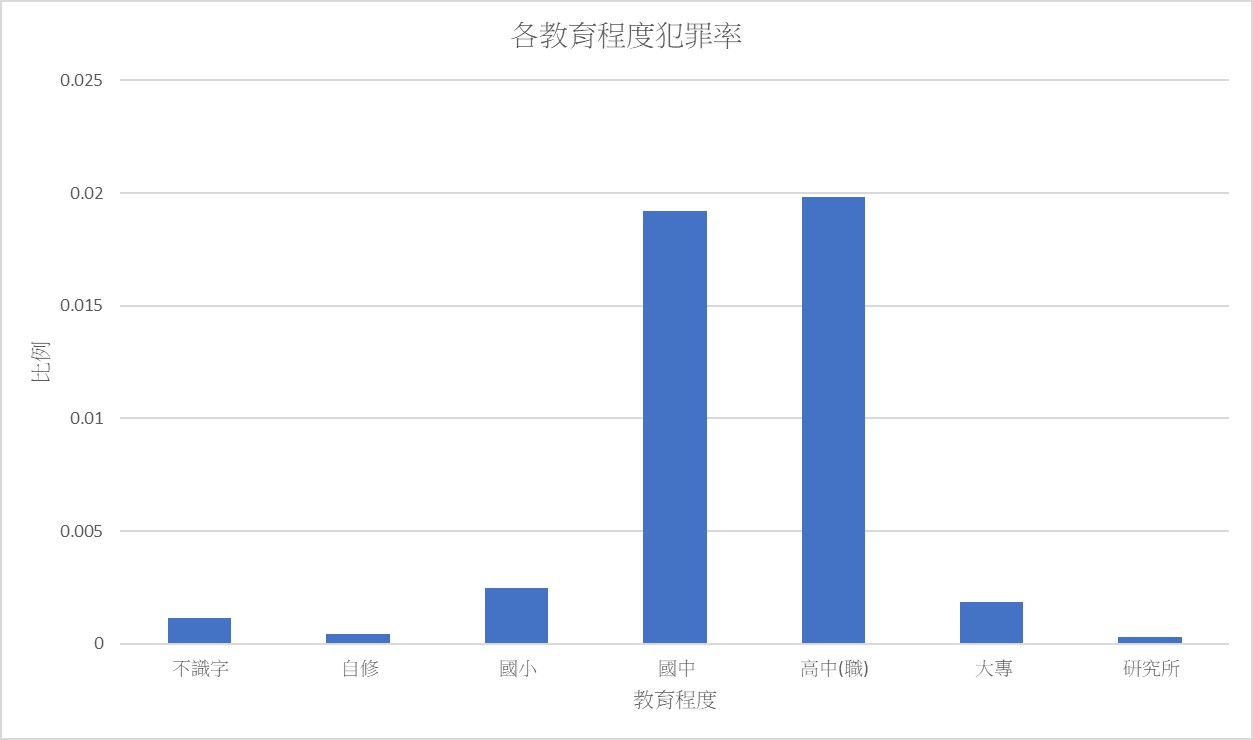 各教育程度犯罪率
0.025
0.02
0.015
0.01
0.005
0
比例
不識字 自修 國小 國中 高中(職) 大專 研究所
教育程度